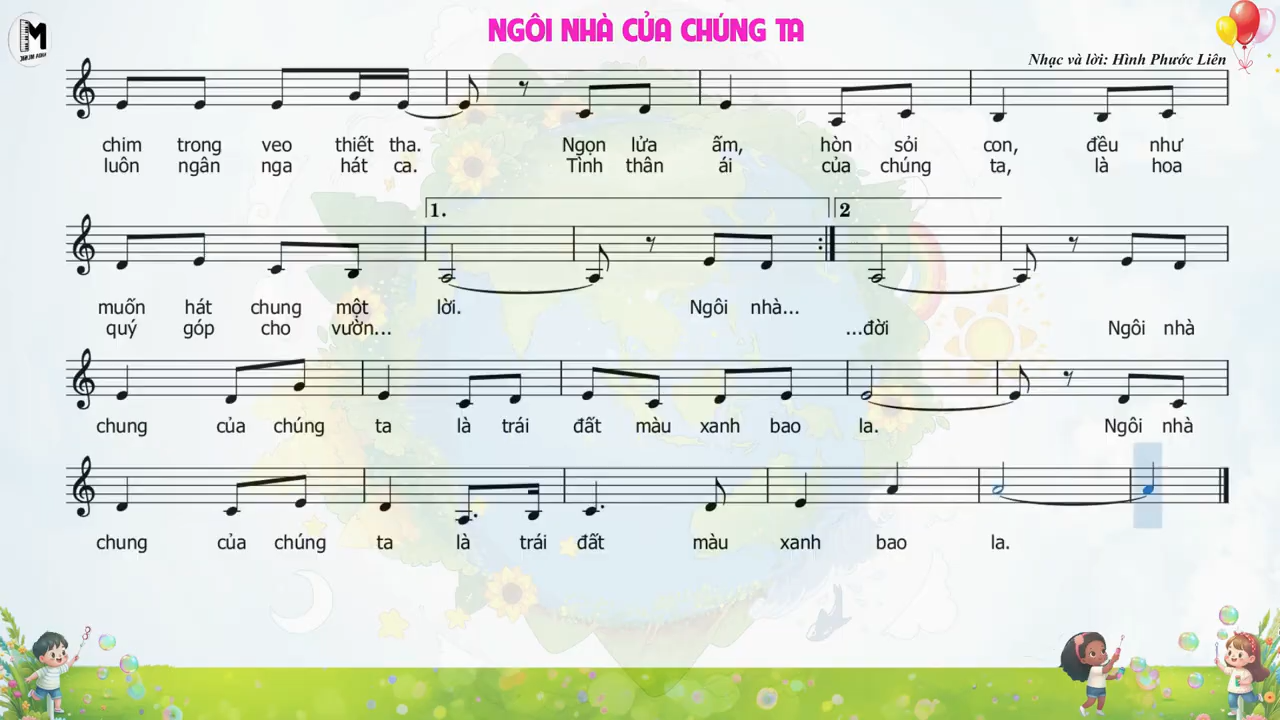 NGÔI NHÀ CỦA CHÚNG TA
Nhạc và lời: Hình Phước Liên
chim trong veo thiết tha. Ngọn lửa ấm, hòn sỏi con, đều như
luôn ngân nga hát ca. Tình thân ái của chúng ta, là hoa
1. 2
muốn hát chung một lời. Ngôi nhà...
quý góp cho vườn... ...đời Ngôi nhà
chung của chúng ta là trái đất màu xanh bao la. Ngôi nhà
chung của chúng ta là trái đất màu xanh bao la.